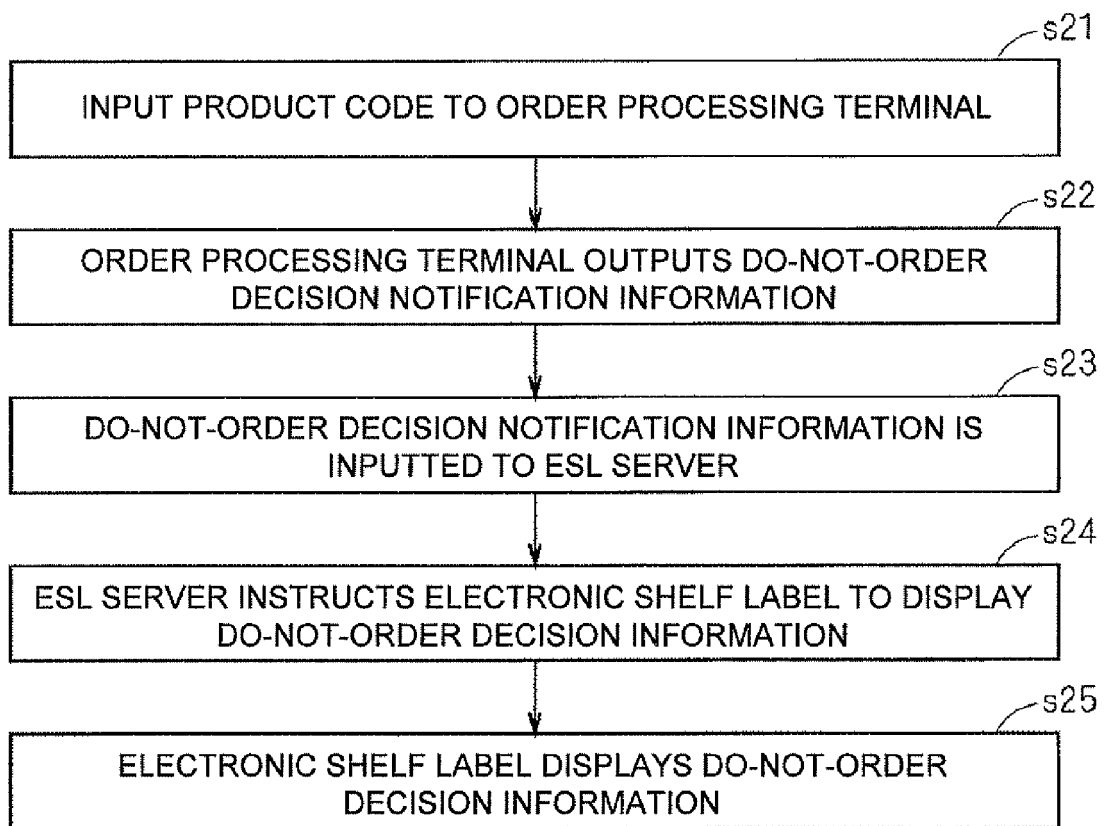 s21
INPUT PRODUCT CODE TO ORDER PROCESSING TERMINAL
s22
ORDER PROCESSING TERMINAL OUTPUTS DO-NOT-ORDER
DECISION NOTIFICATION INFORMATION
s23
DO-NOT-ORDER DECISION NOTIFICATION INFORMATION IS
INPUTTED TO ESL SERVER
s24
ESL SERVER INSTRUCTS ELECTRONIC SHELF LABEL TO DISPLAY
DO-NOT-ORDER DECISION INFORMATION
s25
ELECTRONIC SHELF LABEL DISPLAYS DO-NOT-ORDER
DECISION INFORMATION